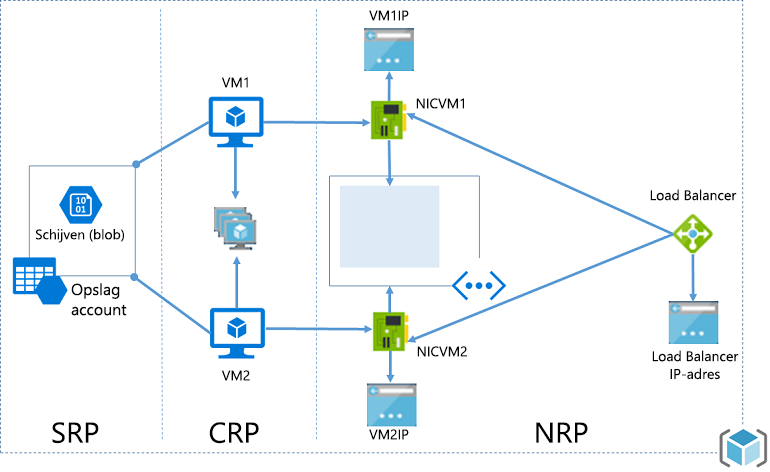 VM1IP
VM1
NICVM1
Load Balancer
10
01
Schijven (blob)
Opslag
account
NICVM2
VM2
Load Balancer
IP-adres
VM2IP
SRP
CRP
NRP